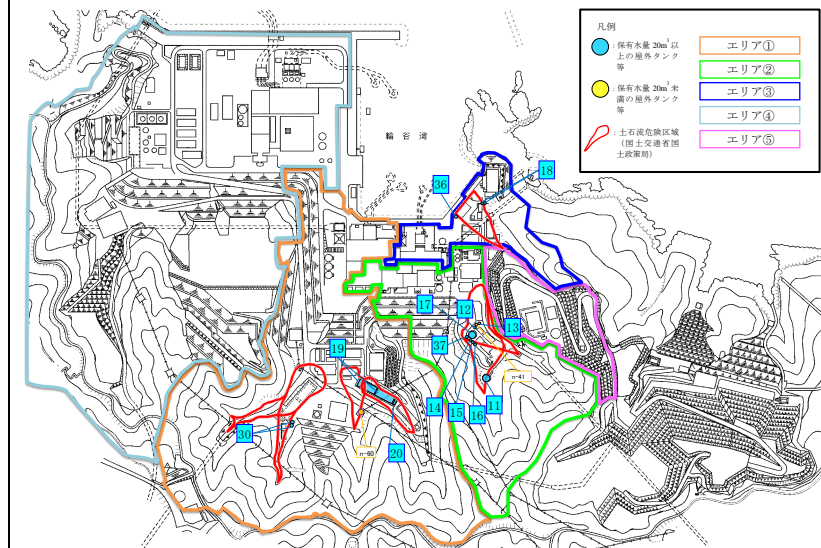 凡例
：保有水量 20m³以
上の屋外タンク
等
：保有水量 20m³未
満の屋外タンク
等
：土石流危険区域
（国土交通省国
土政策局）
エリア①
エリア②
エリア③
エリア④
エリア⑤
輪谷湾
36
18
17
12
13
37
19
14
15
16
11
n-41
30
n-60
20